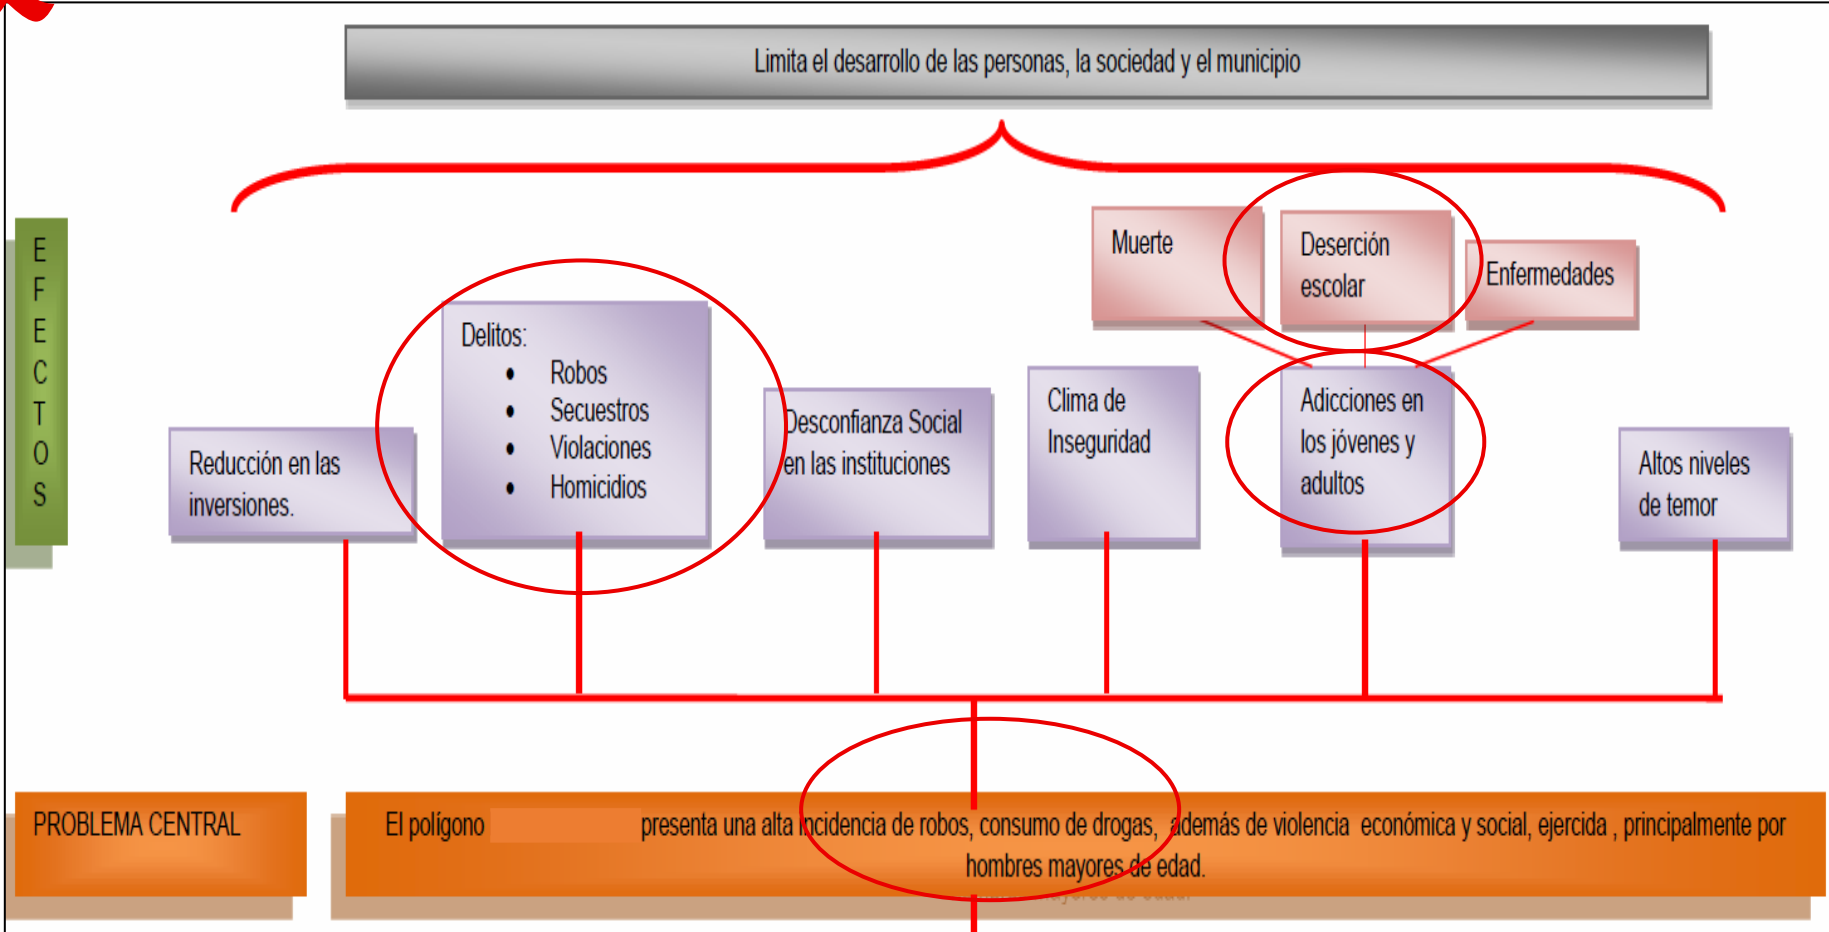 Limita el desarrollo de las personas, la sociedad y el municipio
EFECTOS
Muerte
Deserción
escolar
Enfermedades
Delitos:
• Robos
• Secuestros
• Violaciones
• Homicidios
Reducción en las
inversiones.
Desconfianza Social
en las instituciones
Clima de
Inseguridad
Adicciones en
los jóvenes y
adultos
Altos niveles
de temor
PROBLEMA CENTRAL
El polígono presenta una alta incidencia de robos, consumo de drogas, además de violencia económica y social, ejercida , principalmente por
hombres mayores de edad.